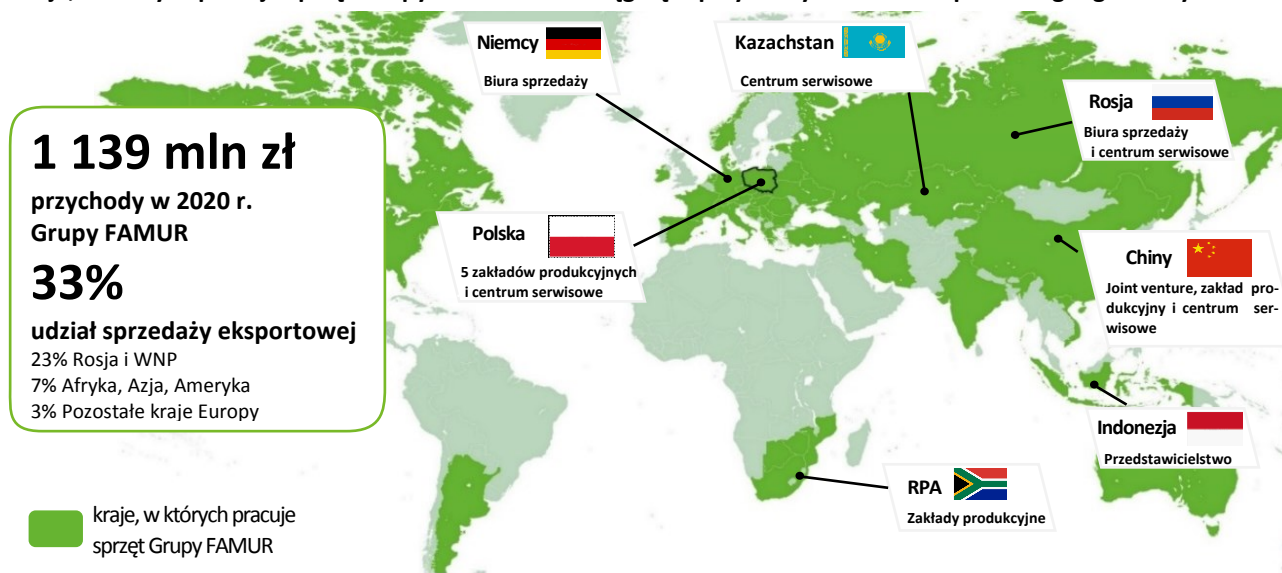 Niemcy
Biura sprzedaży
Kazachstan
Centrum serwisowe
Rosja
Biura sprzedaży
i centrum serwisowe
1 139 mln zł
przychody w 2020 r.
Grupy FAMUR
33%
udział sprzedaży eksportowej
23% Rosja i WNP
7% Afryka, Azja, Ameryka
3% Pozostałe kraje Europy
Polska
5 zakładów produkcyjnych
i centrum serwisowe
Chiny
Joint venture, zakład pro-
dukcyjny i centrum ser-
wisowe
Indonezja
Przedstawicielstwo
RPA
Zakłady produkcyjne
kraje, w których pracuje
sprzęt Grupy FAMUR